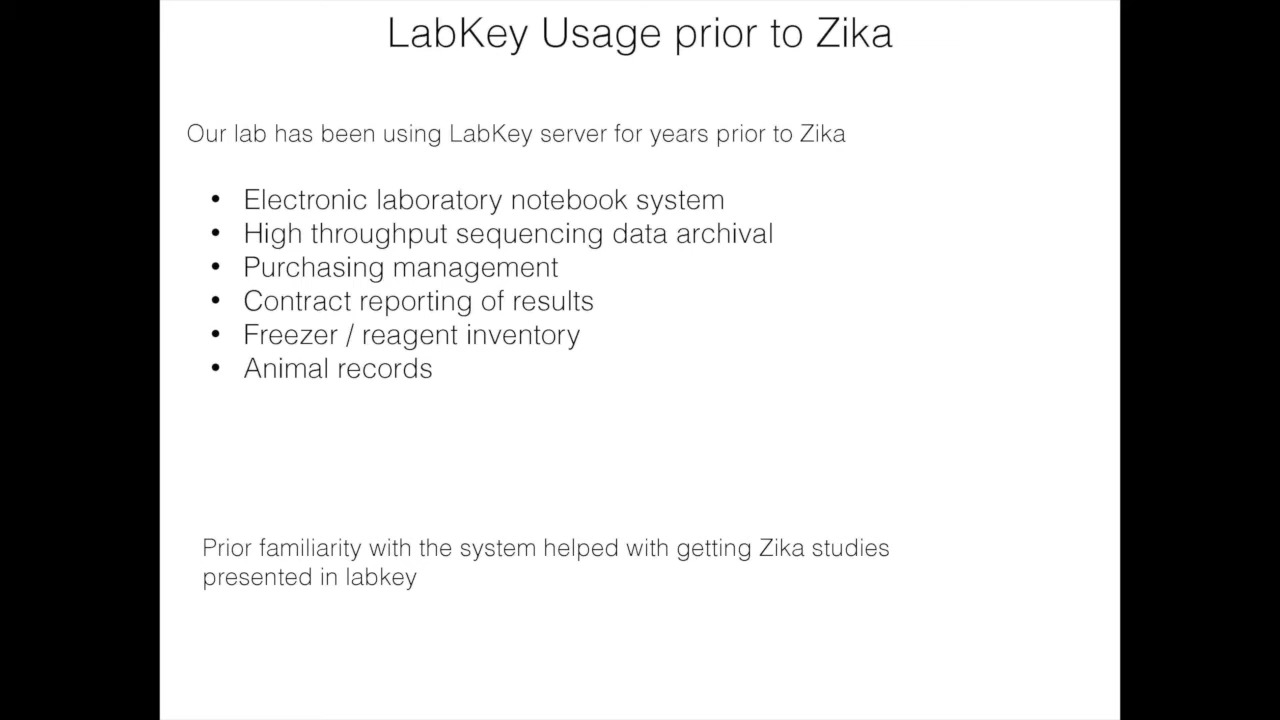 LabKey Usage prior to Zika
Our lab has been using LabKey server for years prior to Zika
• Electronic laboratory notebook system
• High throughput sequencing data archival
• Purchasing management
• Contract reporting of results
• Freezer / reagent inventory
• Animal records
Prior familiarity with the system helped with getting Zika studies
presented in labkey